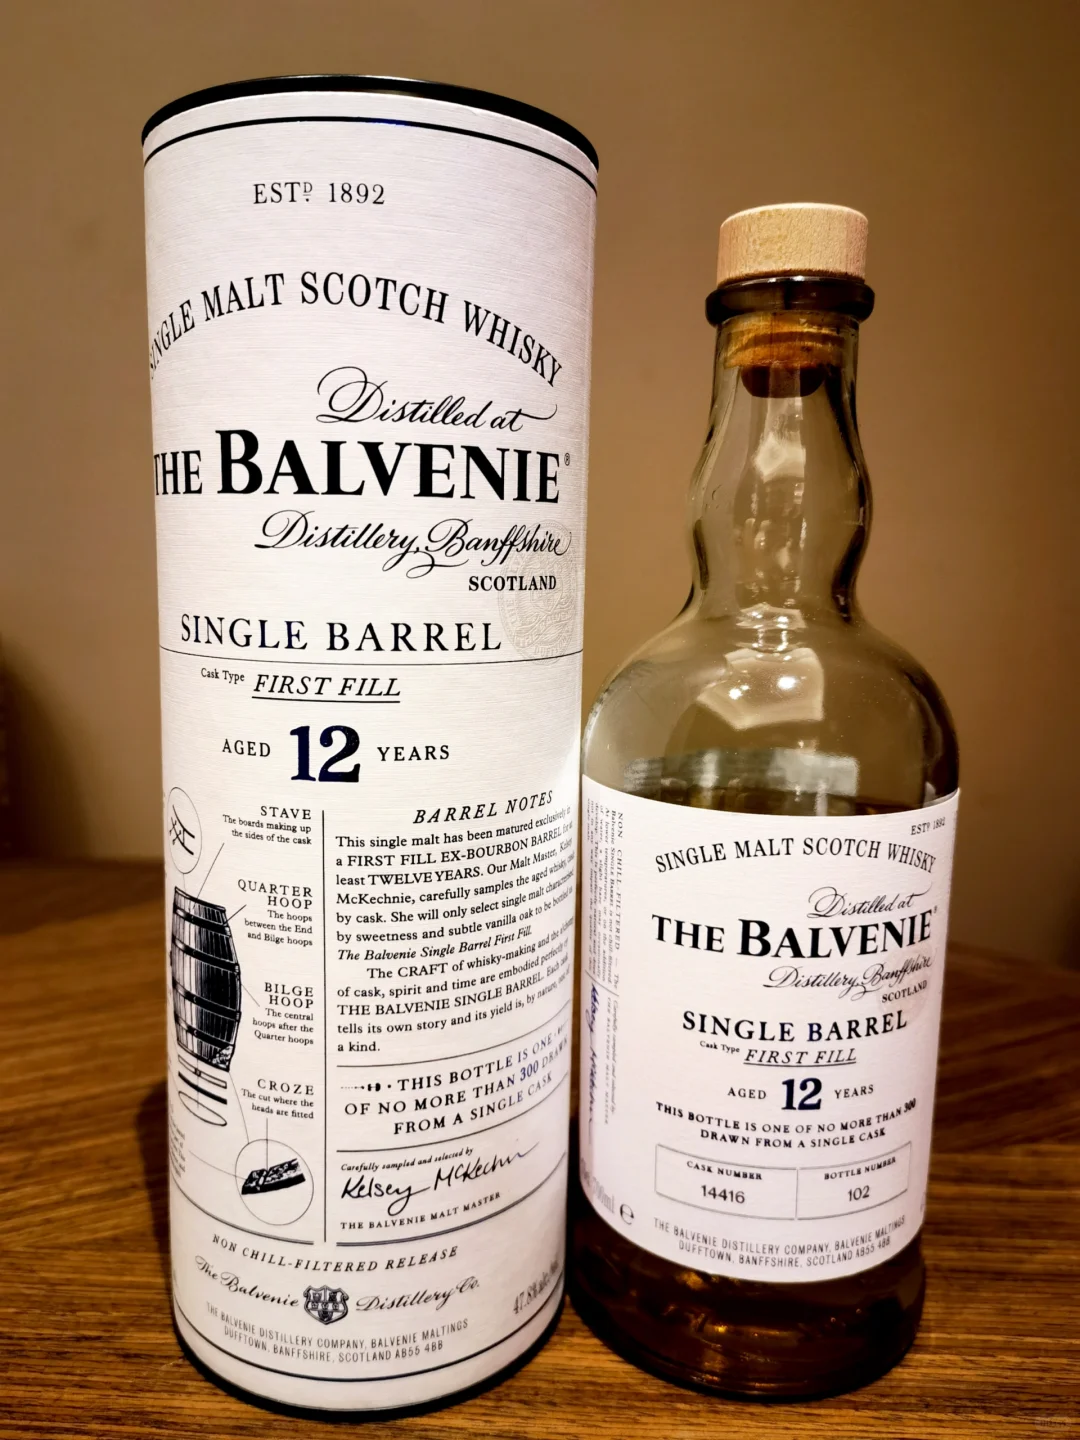 ESTD 1892
SINGLE MALT SCOTCH WHISKY
Distilled at
THE BALVENIE®
Distillery, Banffshire
SCOTLAND
SINGLE BARREL
Cask Type FIRST FILL
AGED 12 YEARS
STAVE
The boards making up
the sides of the cask
QUARTER
HOOP
The hoops
between the End
and Bilge hoops
BILGE
HOOP
The central
hoops after the
Quarter hoops
CROZE
The cut where the
heads are fitted
BARREL NOTES
This single malt has been matured exclusively in
a FIRST FILL EX-BOURBON BARREL for at
least TWELVE YEARS. Our Malt Master, Kelsey
McKechnie, carefully samples the aged whisky, cask
by cask. She will only select single malt characterised
by sweetness and subtle vanilla oak to be bottled as
The Balvenie Single Barrel First Fill.
The CRAFT of whisky-making and the
of cask, spirit and time are embodied perfectly in
THE BALVENIE SINGLE BARREL. Each cask
tells its own story and its yield is, by nature, one of
a kind.
THIS BOTTLE IS ONE
OF NO MORE THAN 300 DRAWN
FROM A SINGLE CASK
Carefully sampled and selected by
Kelsey McKechnie
THE BALVENIE MALT MASTER
NON CHILL-FILTERED RELEASE
The Balvenie Distillery Co.
47.8%
THE BALVENIE DISTILLERY COMPANY, BALVENIE MALTINGS
DUFFTOWN, BANFFSHIRE, SCOTLAND AB55 4BB
ESTD 1892
SINGLE MALT SCOTCH WHISKY
Distilled at
THE BALVENIE®
Distillery, Banffshire
SCOTLAND
SINGLE BARREL
Cask Type FIRST FILL
AGED 12 YEARS
THIS BOTTLE IS ONE OF NO MORE THAN 300
DRAWN FROM A SINGLE CASK
CASK NUMBER
14416
BOTTLE NUMBER
102
THE BALVENIE DISTILLERY COMPANY, BALVENIE MALTINGS
DUFFTOWN, BANFFSHIRE, SCOTLAND AB55 4BB
NON CHILL-FILTERED
700ml e